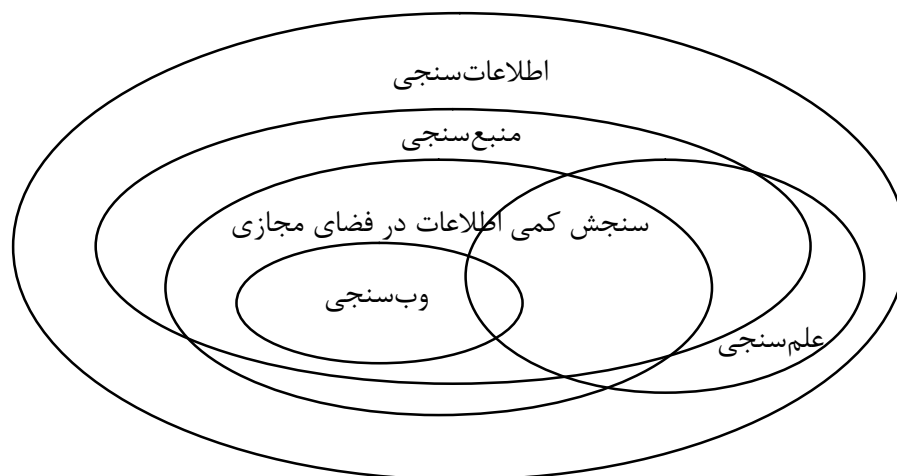 اطلاعات‌سنجی
منبع‌سنجی
سنجش کمی اطلاعات در فضای مجازی
وب‌سنجی
علم‌سنجی